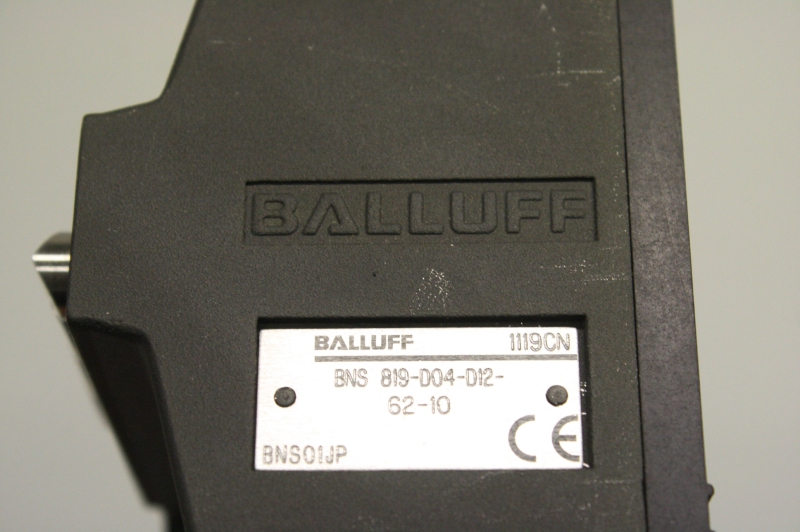 BALLUFF
BALLUFF 1119CN
BNS 819-D04-D12-
62-10
BNS01JP
CE